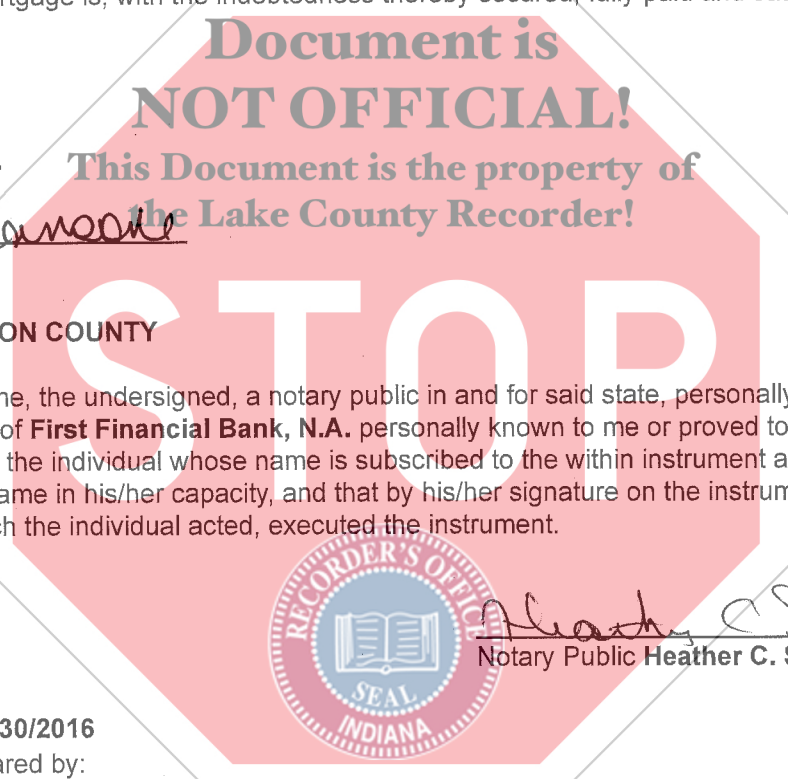 Document is
NOT OFFICIAL!
This Document is the property of
the Lake County Recorder!
STOP
ON COUNTY
ne, the undersigned, a notary public in and for said state, personally
of First Financial Bank, N.A. personally known to me or proved to
the individual whose name is subscribed to the within instrument a
ame in his/her capacity, and that by his/her signature on the instrum
ch the individual acted, executed the instrument.
RECORDER'S OFFICE
SEAL
INDIANA
Heather C.
Notary Public Heather C. S
30/2016
ared by: